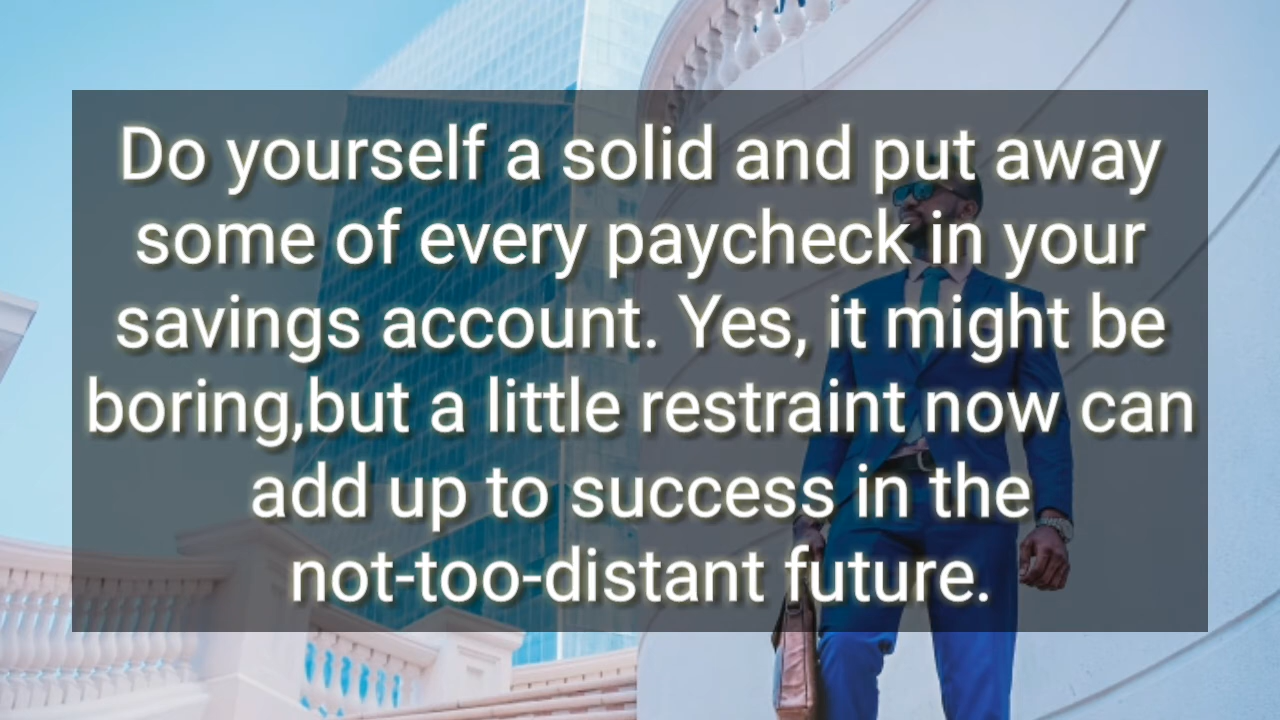 Do yourself a solid and put away
some of every paycheck in your
savings account. Yes, it might be
boring,but a little restraint now can
add up to success in the
not-too-distant future.